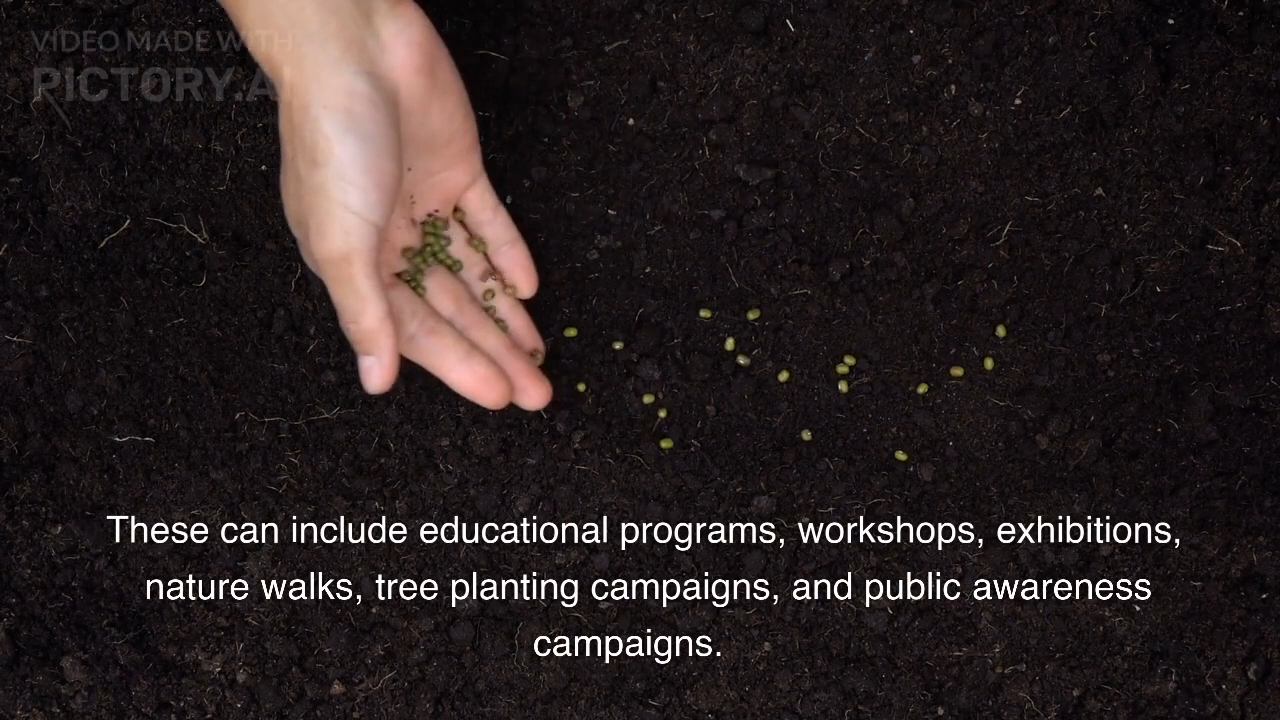 VIDEO MADE WITH
PICTORY.AI
These can include educational programs, workshops, exhibitions,
nature walks, tree planting campaigns, and public awareness
campaigns.